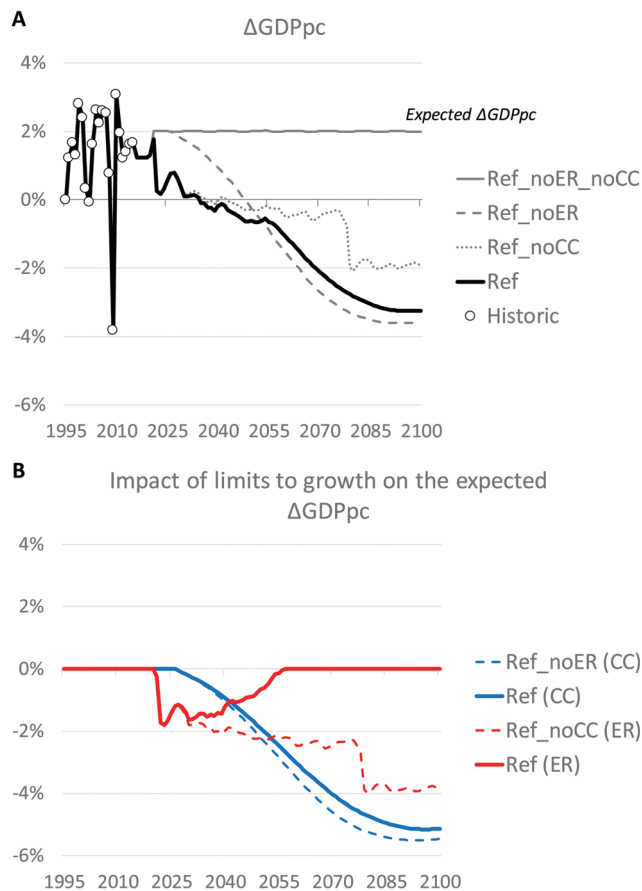 A
ΔGDPpc
4%
Expected ΔGDPpc
2%
0%
-2%
-4%
-6%
Ref_noER_noCC
Ref_noER
Ref_noCC
Ref
Historic
1995 2010 2025 2040 2055 2070 2085 2100
B
Impact of limits to growth on the expected
ΔGDPpc
4%
2%
0%
-2%
-4%
-6%
Ref_noER (CC)
Ref (CC)
Ref_noCC (ER)
Ref (ER)
1995 2010 2025 2040 2055 2070 2085 2100